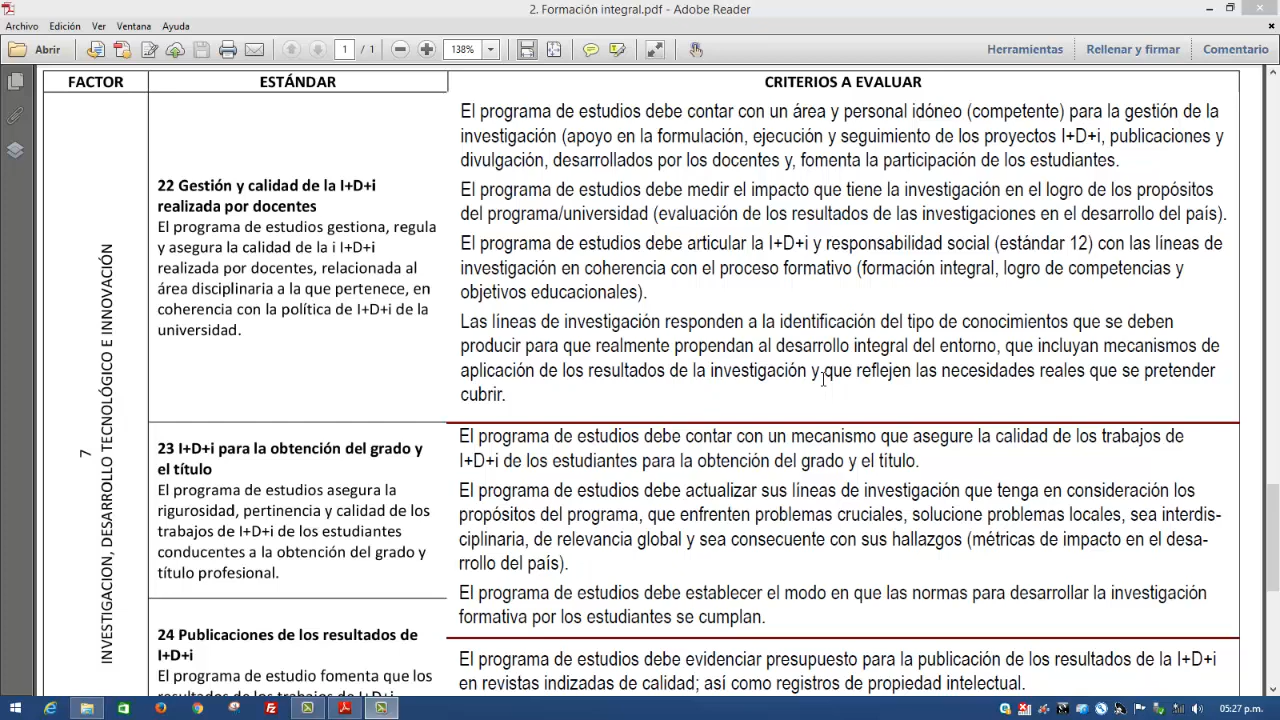 2. Formación integral.pdf - Adobe Reader
Archivo Edición Ver Ventana Ayuda
Abrir
1 / 1
138%
Herramientas
Rellenar y firmar
Comentario
FACTOR
ESTÁNDAR
CRITERIOS A EVALUAR
7
INVESTIGACION, DESARROLLO TECNOLÓGICO E INNOVACIÓN
22 Gestión y calidad de la I+D+i
realizada por docentes
El programa de estudios gestiona, regula
y asegura la calidad de la i I+D+i
realizada por docentes, relacionada al
área disciplinaria a la que pertenece, en
coherencia con la política de I+D+i de la
universidad.
El programa de estudios debe contar con un área y personal idóneo (competente) para la gestión de la
investigación (apoyo en la formulación, ejecución y seguimiento de los proyectos I+D+i, publicaciones y
divulgación, desarrollados por los docentes y, fomenta la participación de los estudiantes.
El programa de estudios debe medir el impacto que tiene la investigación en el logro de los propósitos
del programa/universidad (evaluación de los resultados de las investigaciones en el desarrollo del país).
El programa de estudios debe articular la I+D+i y responsabilidad social (estándar 12) con las líneas de
investigación en coherencia con el proceso formativo (formación integral, logro de competencias y
objetivos educacionales).
Las líneas de investigación responden a la identificación del tipo de conocimientos que se deben
producir para que realmente propendan al desarrollo integral del entorno, que incluyan mecanismos de
aplicación de los resultados de la investigación y que reflejen las necesidades reales que se pretender
cubrir.
23 I+D+i para la obtención del grado y
el título
El programa de estudios asegura la
rigurosidad, pertinencia y calidad de los
trabajos de I+D+i de los estudiantes
conducentes a la obtención del grado y
título profesional.
El programa de estudios debe contar con un mecanismo que asegure la calidad de los trabajos de
I+D+i de los estudiantes para la obtención del grado y el titulo.
El programa de estudios debe actualizar sus líneas de investigación que tenga en consideración los
propósitos del programa, que enfrenten problemas cruciales, solucione problemas locales, sea interdis-
ciplinaria, de relevancia global y sea consecuente con sus hallazgos (métricas de impacto en el desa-
rrollo del país).
El programa de estudios debe establecer el modo en que las normas para desarrollar la investigación
formativa por los estudiantes se cumplan.
24 Publicaciones de los resultados de
I+D+i
El programa de estudio fomenta que los
resultados de los trabajos de I+D+i
El programa de estudios debe evidenciar presupuesto para la publicación de los resultados de la I+D+i
en revistas indizadas de calidad; así como registros de propiedad intelectual.
05:27 p.m.